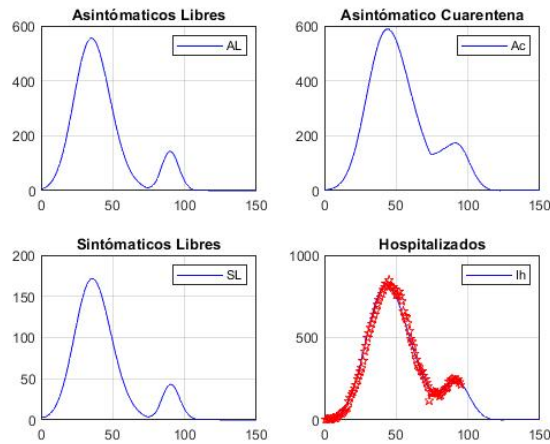 Asintómaticos Libres
AL
600
400
200
0
0 50 100 150
Asintómatico Cuarentena
Ac
600
400
200
0
0 50 100 150
Sintómaticos Libres
SL
200
150
100
50
0
0 50 100 150
Hospitalizados
Ih
1000
500
0
0 50 100 150